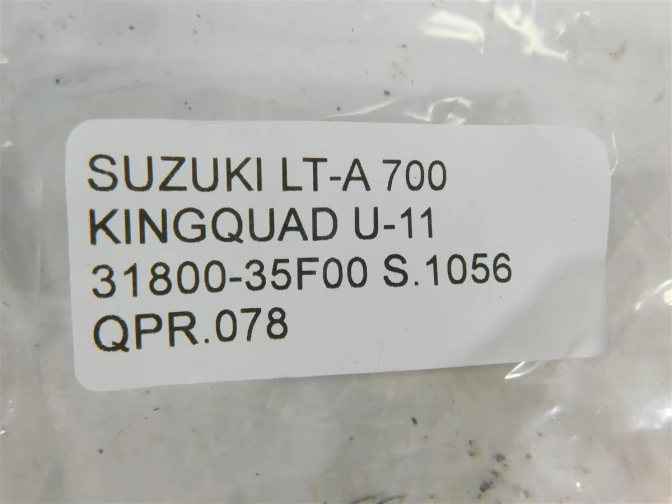 SUZUKI LT-A 700
KINGQUAD U-11
31800-35F00 S.1056
QPR.078